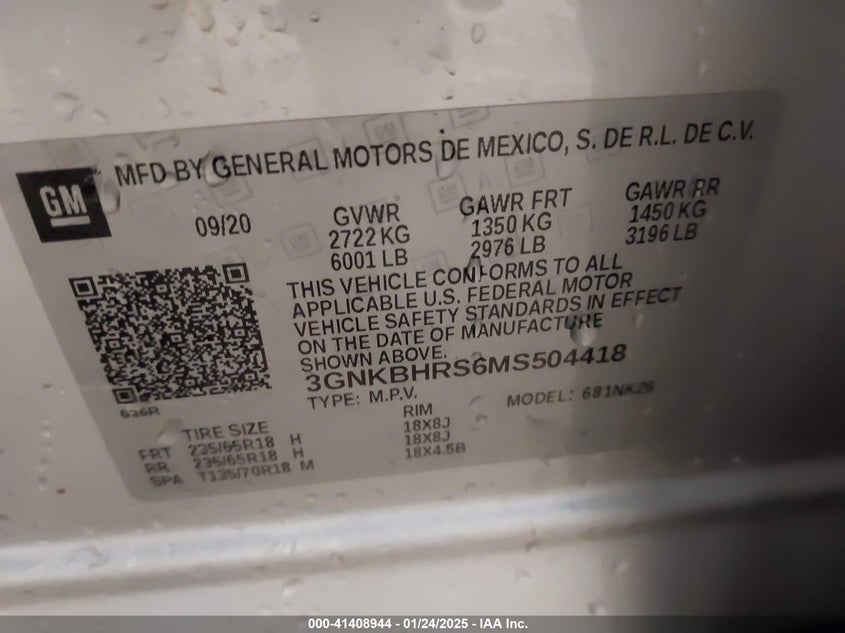 GM
MFD BY GENERAL MOTORS DE MEXICO, S. DE R.L. DE C.V.
09/20
GVWR
2722 KG
6001 LB
GAWR FRT
1350 KG
2976 LB
GAWR RR
1450 KG
3196 LB
THIS VEHICLE CONFORMS TO ALL
APPLICABLE U.S. FEDERAL MOTOR
VEHICLE SAFETY STANDARDS IN EFFECT
ON THE DATE OF MANUFACTURE
SHOWN ABOVE.
3GNKBHRS6MS504418
TYPE: M.P.V.
MODEL: 681NK26
636R
TIRE SIZE RIM
FRT 235/65R18 H 18X8J
RR 235/65R18 H 18X8J
SPA T135/70R18 M 18X4.5B
000-41408944 - 01/24/2025 - IAA Inc.